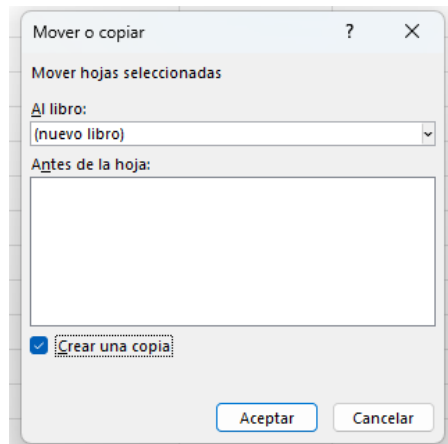 Mover o copiar ?
Mover hojas seleccionadas
Al libro:
(nuevo libro)
Antes de la hoja:
Crear una copia
Aceptar Cancelar